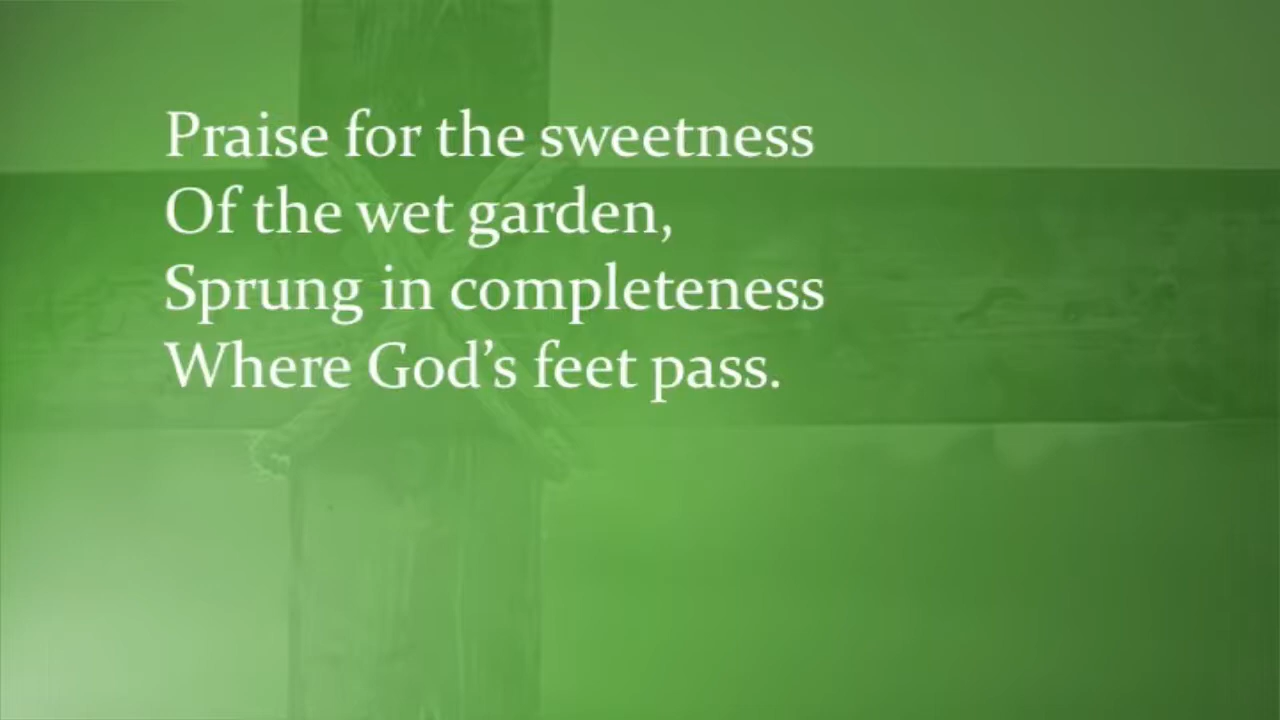 Praise for the sweetness
Of the wet garden,
Sprung in completeness
Where God’s feet pass.